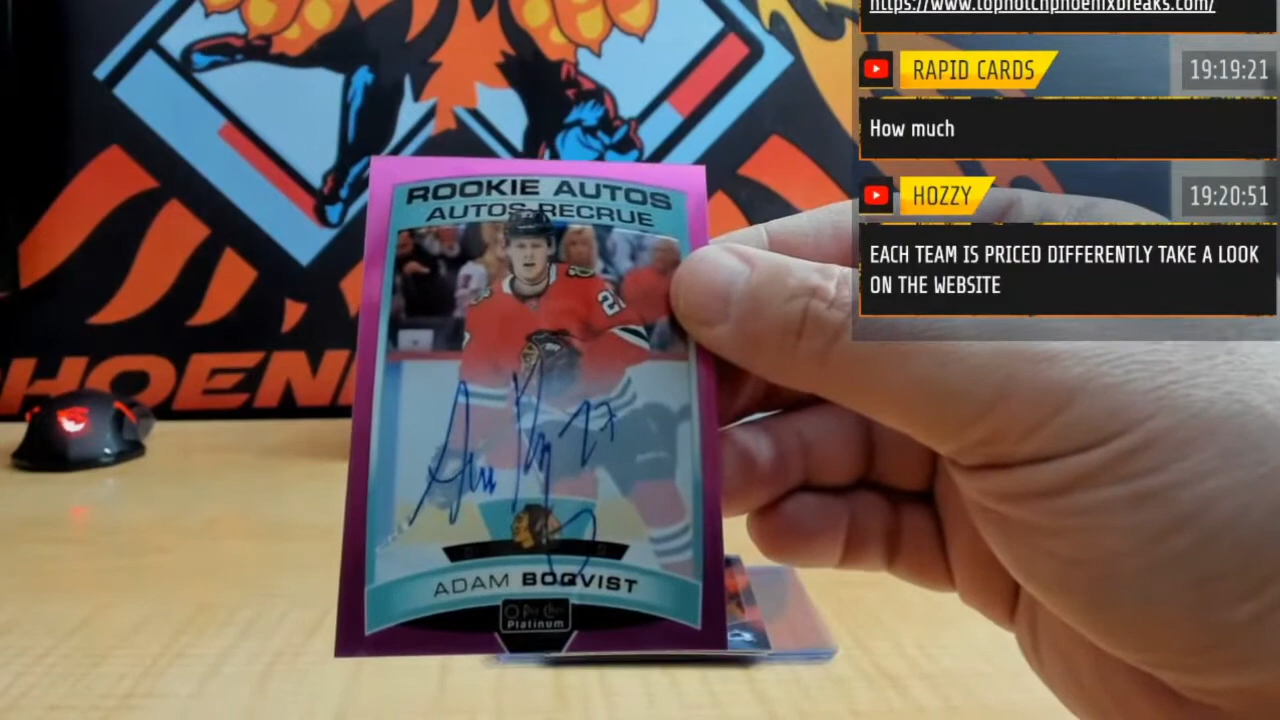 https://www.topnotchphoenixbreaks.com/
RAPID CARDS
19:19:21
How much
HOZZY
19:20:51
EACH TEAM IS PRICED DIFFERENTLY TAKE A LOOK
ON THE WEBSITE
PHOENI
ROOKIE AUTOS
AUTOS RECRUE
27
ADAM BOQVIST
O-Pee-Chee
Platinum